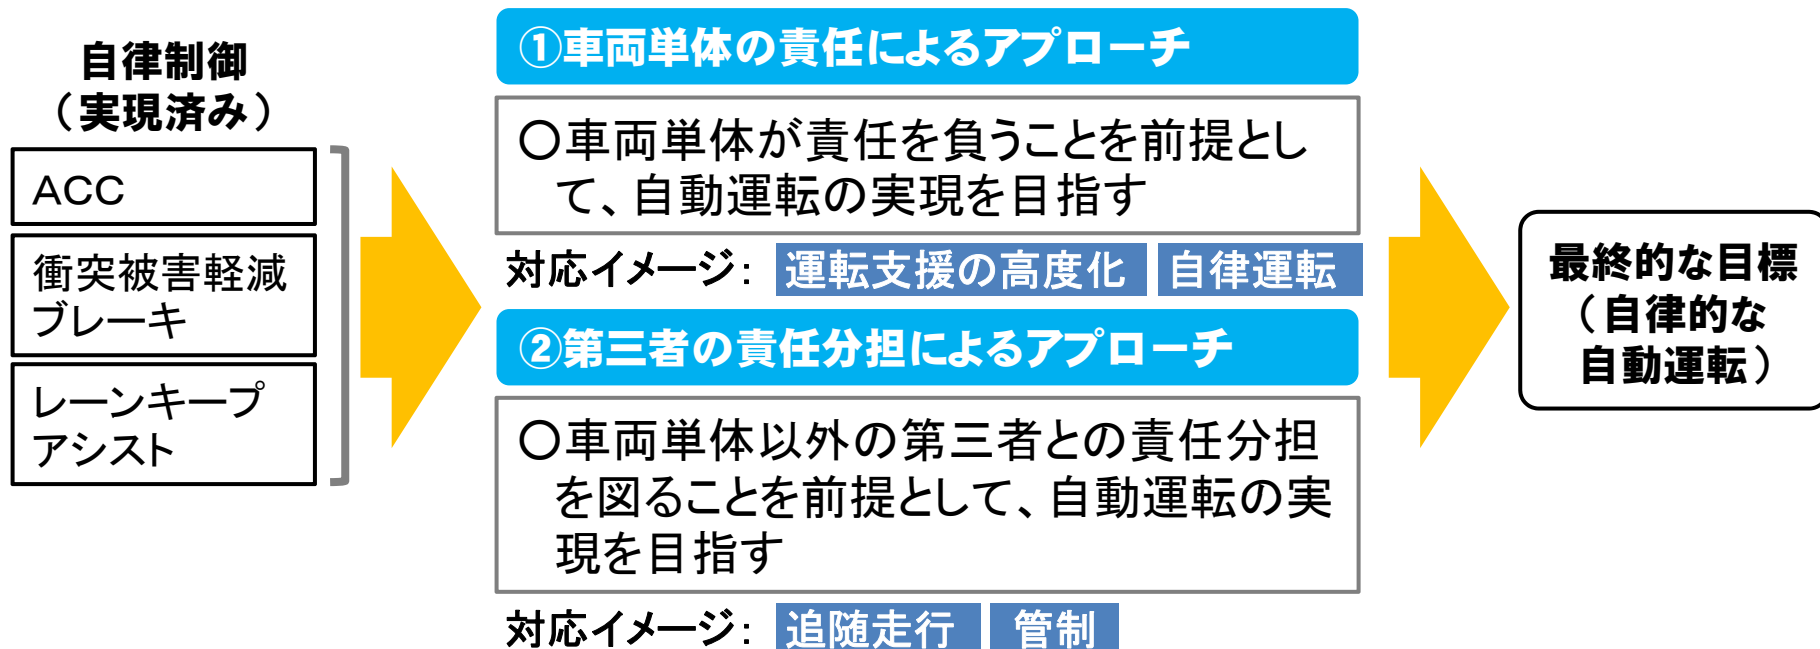 自律制御
（実現済み）
ACC
衝突被害軽減
ブレーキ
レーンキープ
アシスト
①車両単体の責任によるアプローチ
○車両単体が責任を負うことを前提とし
て、自動運転の実現を目指す
対応イメージ： 運転支援の高度化 自律運転
②第三者の責任分担によるアプローチ
○車両単体以外の第三者との責任分担
を図ることを前提として、自動運転の実
現を目指す
対応イメージ： 追随走行 管制
最終的な目標
（自律的な
自動運転）